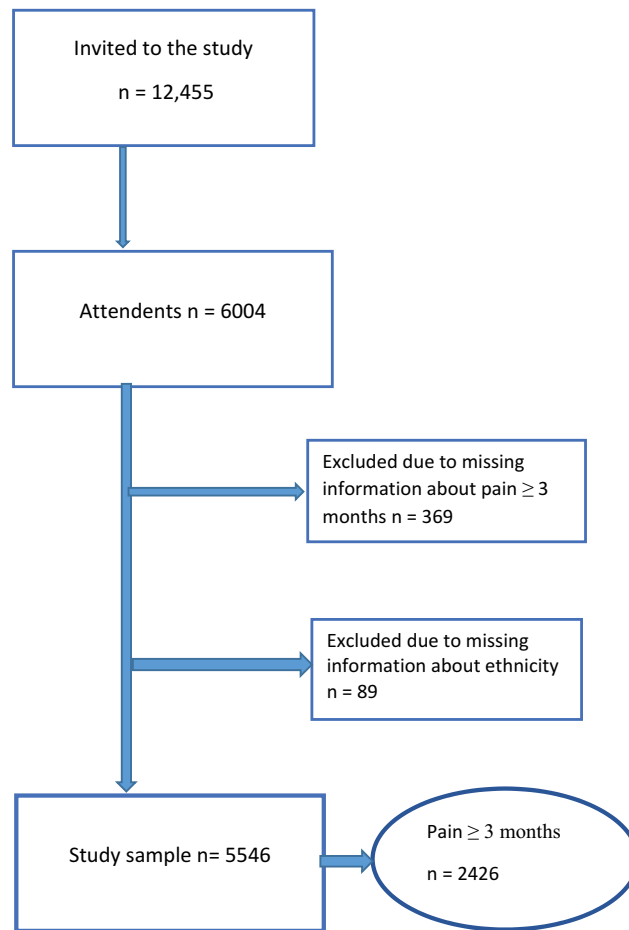 Invited to the study
n = 12,455
Attendents n = 6004
Excluded due to missing
information about pain ≥ 3
months n = 369
Excluded due to missing
information about ethnicity
n = 89
Study sample n= 5546
Pain ≥ 3 months
n = 2426